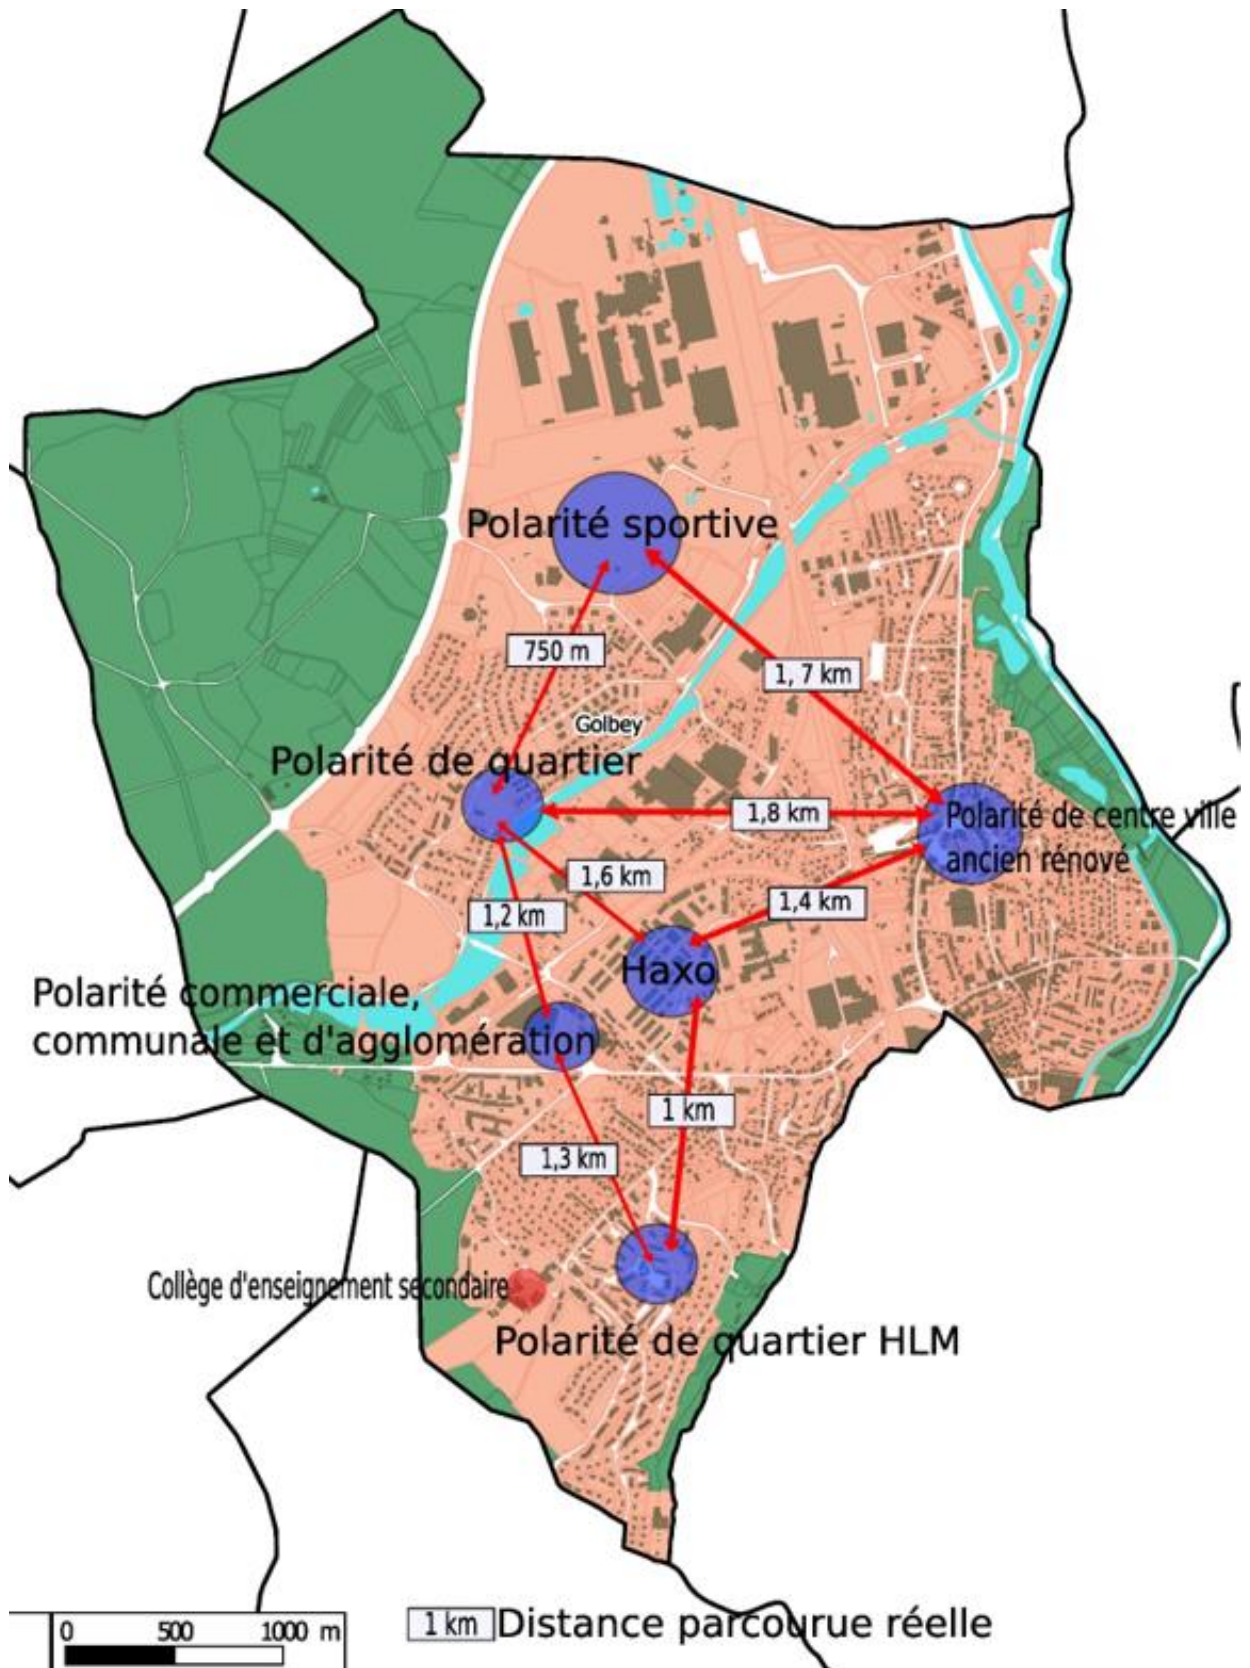 Polarité sportive
750 m
1, 7 km
Golbey
Polarité de quartier
1,8 km
Polarité de centre ville
ancien rénové
1,6 km
1,2 km
1,4 km
Haxo
Polarité commerciale,
communale et d'agglomération
1 km
1,3 km
Collège d'enseignement secondaire
Polarité de quartier HLM
0 500 1000 m
1 km Distance parcourue réelle